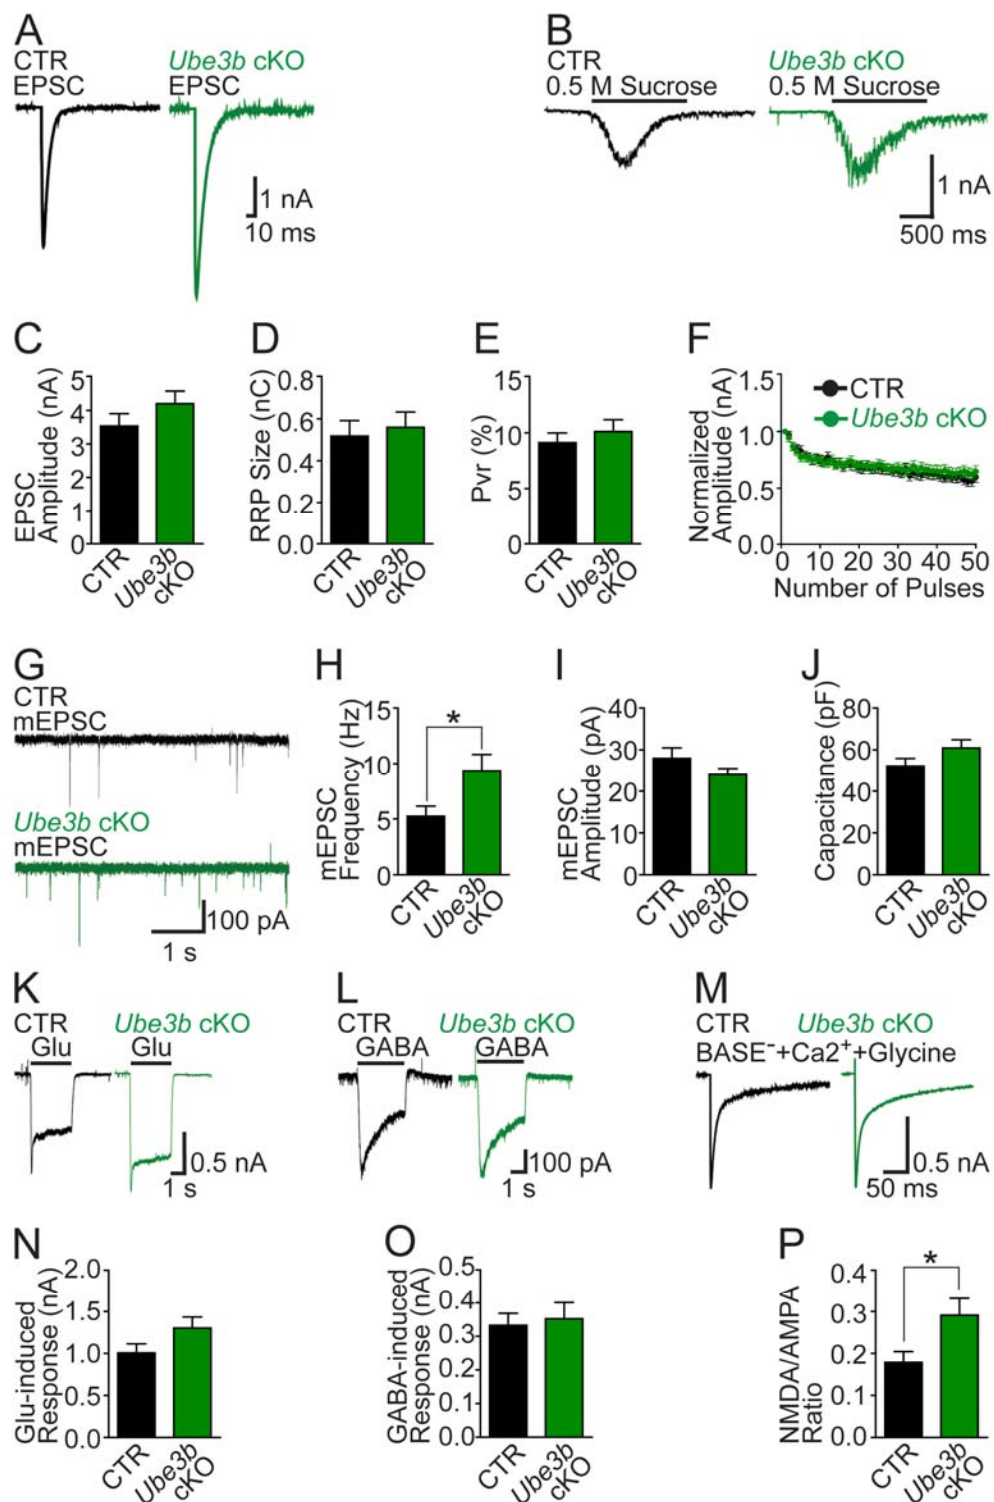 A
CTR
EPSC
Ube3b cKO
EPSC
1 nA
10 ms
B
CTR
0.5 M Sucrose
Ube3b cKO
0.5 M Sucrose
1 nA
500 ms
C
EPSC
Amplitude (nA)
5
4
3
2
1
0
CTR
Ube3b
cKO
D
RRP Size (nC)
0.8
0.6
0.4
0.2
0.0
CTR
Ube3b
cKO
E
Pvr (%)
15
10
5
0
CTR
Ube3b
cKO
F
Normalized
Amplitude (nA)
1.5
1.0
0.5
0.0
CTR
Ube3b cKO
0 10 20 30 40 50
Number of Pulses
G
CTR
mEPSC
Ube3b cKO
mEPSC
100 pA
1 s
H
mEPSC
Frequency (Hz)
15
10
5
0
*
CTR
Ube3b
cKO
I
mEPSC
Amplitude (pA)
40
30
20
10
0
CTR
Ube3b
cKO
J
Capacitance (pF)
80
60
40
20
0
CTR
Ube3b
cKO
K
CTR
Glu
Ube3b cKO
Glu
0.5 nA
1 s
L
CTR
GABA
Ube3b cKO
GABA
100 pA
1 s
M
CTR
Ube3b cKO
BASE⁻+Ca2⁺+Glycine
0.5 nA
50 ms
N
Glu-induced
Response (nA)
2.0
1.5
1.0
0.5
0.0
CTR
Ube3b
cKO
O
GABA-induced
Response (nA)
0.5
0.4
0.3
0.2
0.1
0.0
CTR
Ube3b
cKO
P
NMDA/AMPA
Ratio
0.4
0.3
0.2
0.1
0.0
*
CTR
Ube3b
cKO